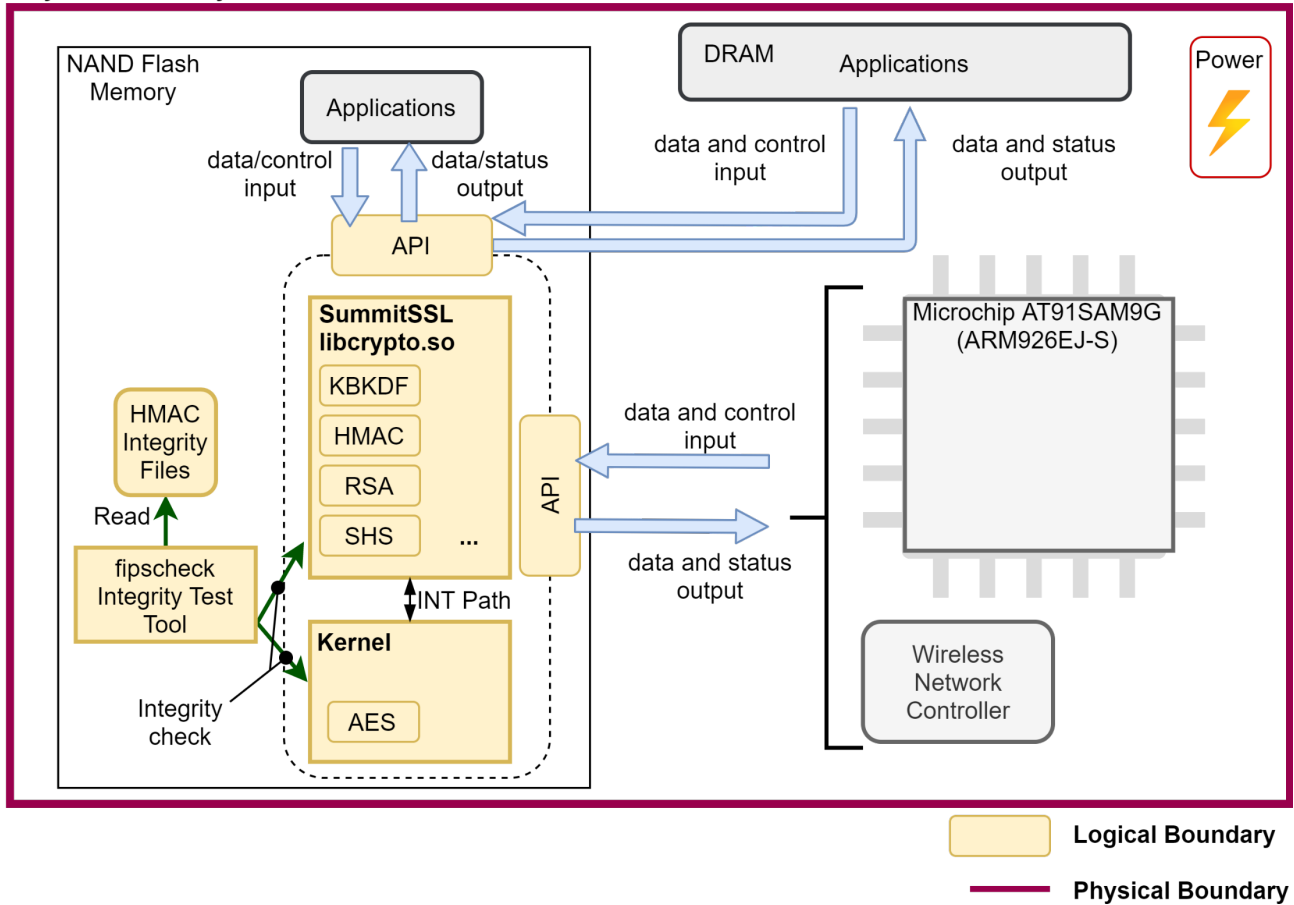 NAND Flash
Memory
Applications
data/control
input
data/status
output
API
DRAM
Applications
data and control
input
data and status
output
Power
SummitSSL
libcrypto.so
KBKDF
HMAC
RSA
SHS
...
API
HMAC
Integrity
Files
Read
fipscheck
Integrity Test
Tool
Integrity
check
INT Path
Kernel
AES
data and control
input
data and status
output
Microchip AT91SAM9G
(ARM926EJ-S)
Wireless
Network
Controller
Logical Boundary
Physical Boundary